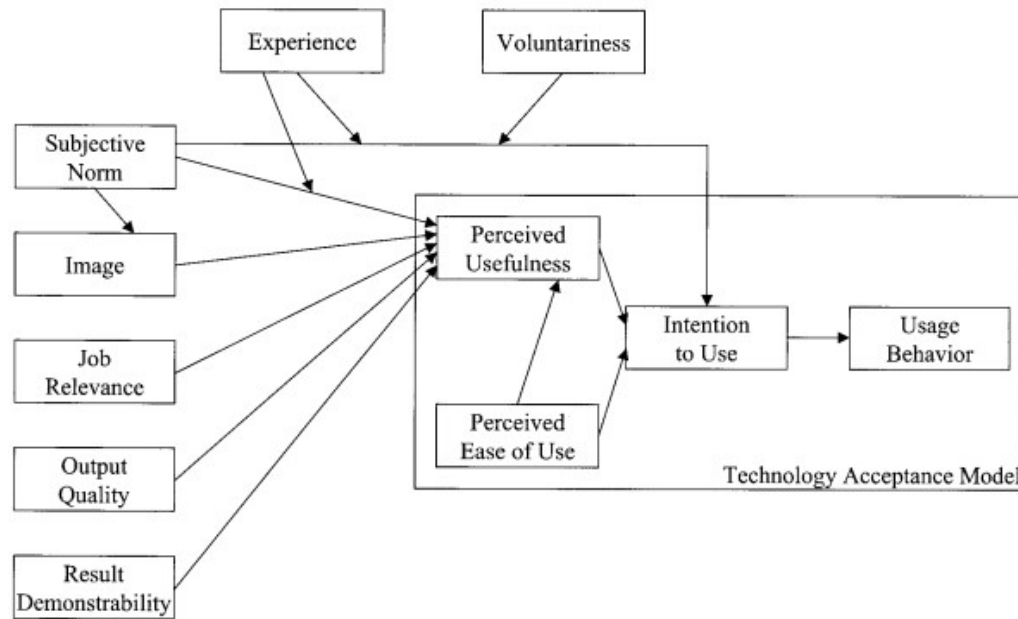 Experience
Voluntariness
Subjective
Norm
Image
Job
Relevance
Output
Quality
Result
Demonstrability
Perceived
Usefulness
Perceived
Ease of Use
Intention
to Use
Usage
Behavior
Technology Acceptance Model